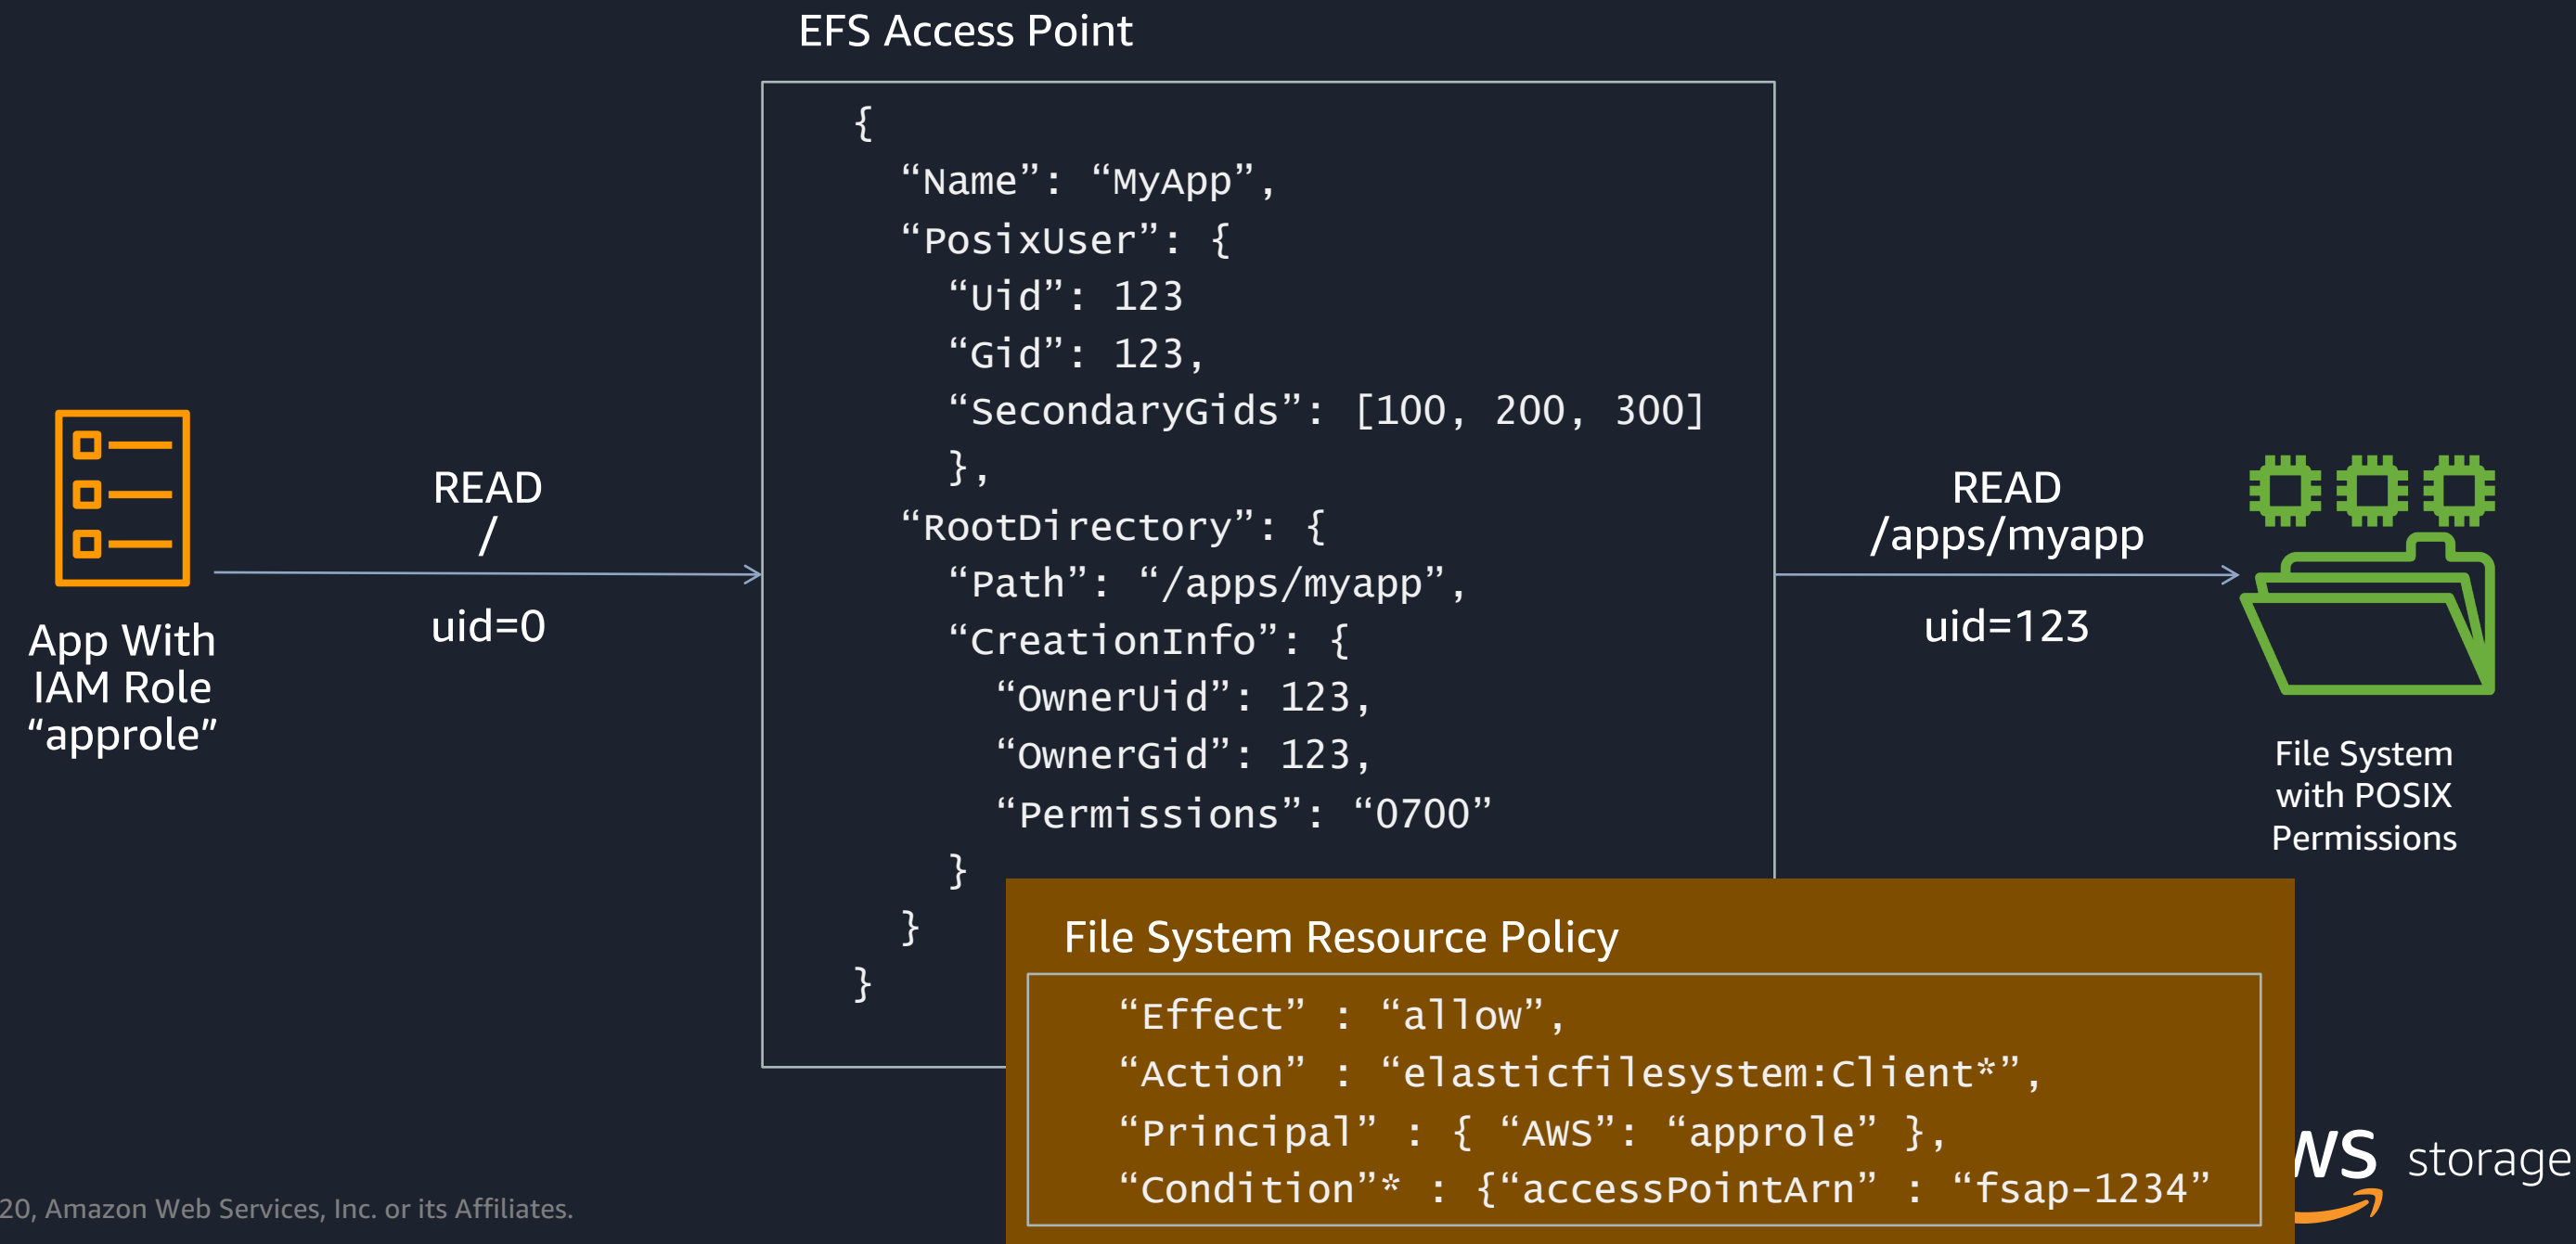 EFS Access Point
{
“Name”: “MyApp”,
“PosixUser”: {
“Uid”: 123
“Gid”: 123,
“SecondaryGids”: [100, 200, 300]
},
“RootDirectory”: {
“Path”: “/apps/myapp”,
“CreationInfo”: {
“OwnerUid”: 123,
“OwnerGid”: 123,
“Permissions”: “0700”
}
}
}
App With
IAM Role
“approle”
READ
/
uid=0
READ
/apps/myapp
uid=123
File System
with POSIX
Permissions
File System Resource Policy
“Effect” : “allow”,
“Action” : “elasticfilesystem:Client*”,
“Principal” : { “AWS”: “approle” },
“Condition”* : {“accessPointArn” : “fsap-1234”
20, Amazon Web Services, Inc. or its Affiliates.
storage